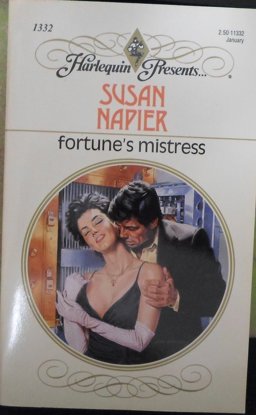 1332
2.50 11332
January
Harlequin Presents...®
SUSAN
NAPIER
fortune's mistress